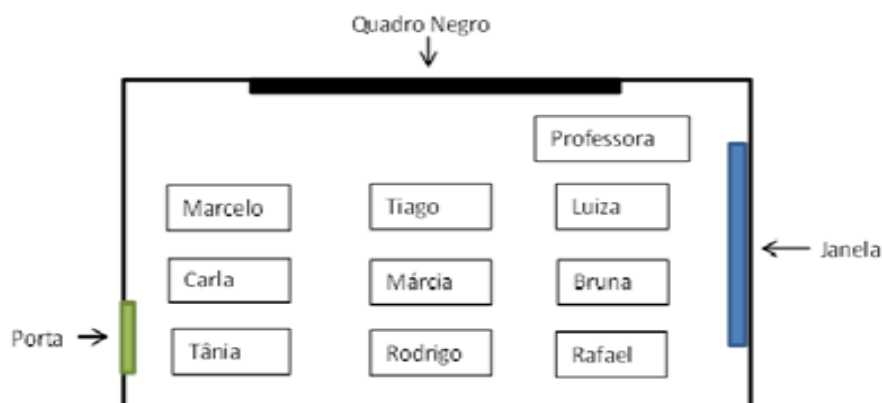 Quadro Negro
Professora
Marcelo Tiago Luiza
Janela
Carla Márcia Bruna
Porta
Tânia Rodrigo Rafael